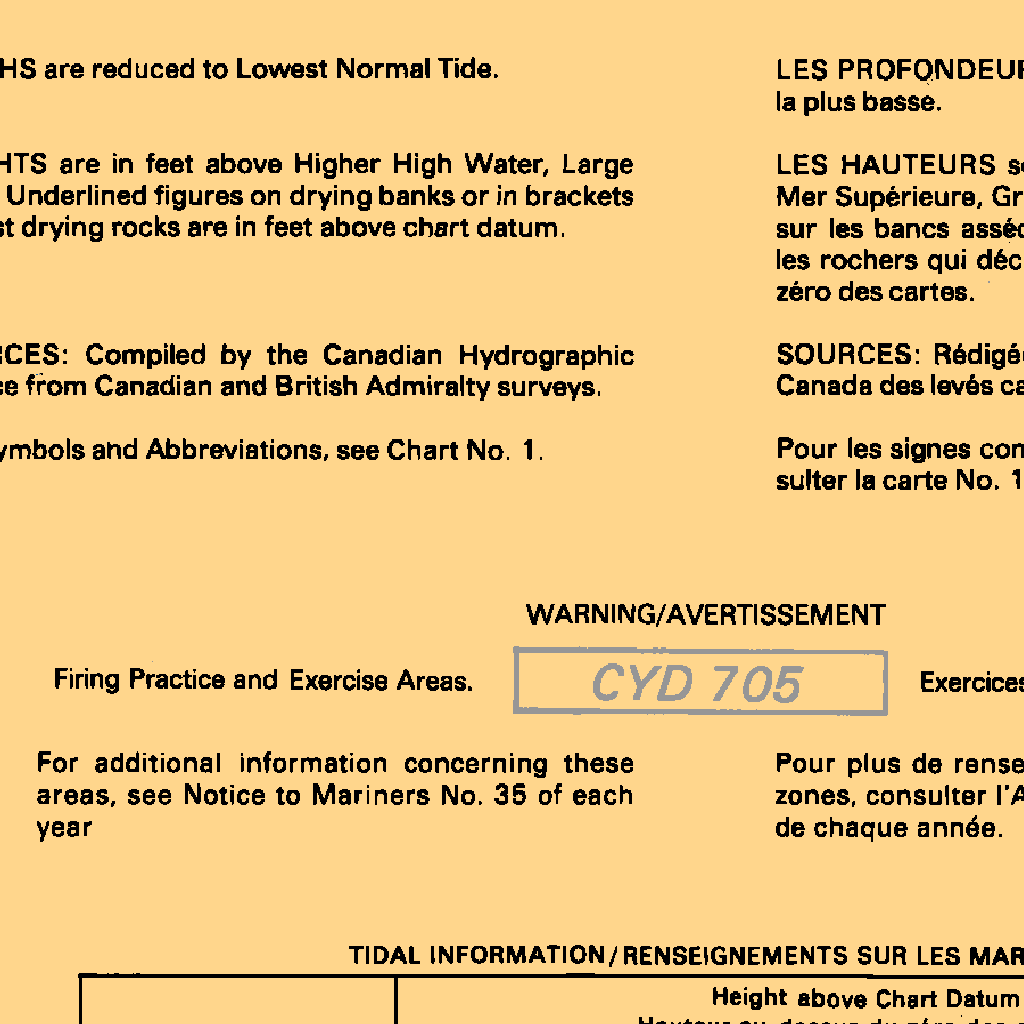 HS are reduced to Lowest Normal Tide.
HTS are in feet above Higher High Water, Large
Underlined figures on drying banks or in brackets
st drying rocks are in feet above chart datum.
CES: Compiled by the Canadian Hydrographic
ce from Canadian and British Admiralty surveys.
ymbols and Abbreviations, see Chart No. 1.
LES PROFONDEUR
la plus basse.
LES HAUTEURS so
Mer Supérieure, Gr
sur les bancs asséc
les rochers qui déc
zéro des cartes.
SOURCES: Rédigée
Canada des levés ca
Pour les signes con
sulter la carte No. 1
WARNING/AVERTISSEMENT
Firing Practice and Exercise Areas.
CYD 705
Exercices
For additional information concerning these
areas, see Notice to Mariners No. 35 of each
year
Pour plus de rense
zones, consulter l'A
de chaque année.
TIDAL INFORMATION/RENSEIGNEMENTS SUR LES MAR
Height above Chart Datum